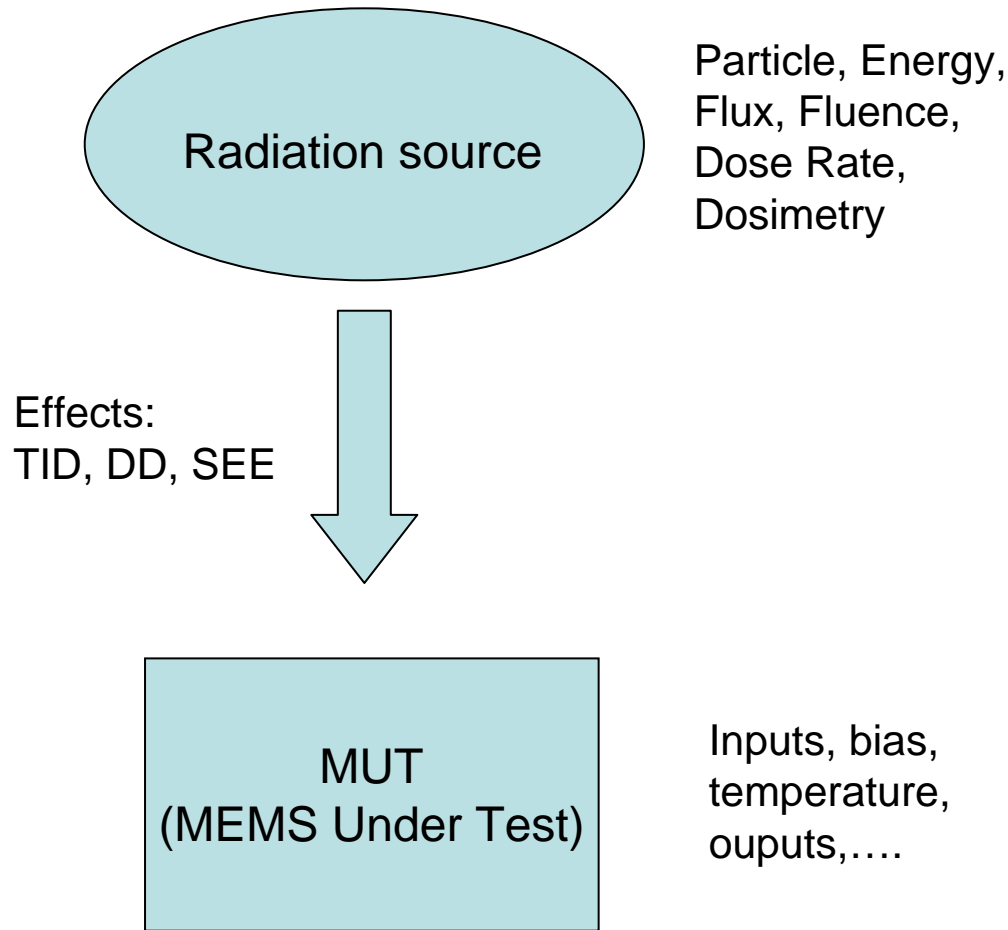 Radiation source
Particle, Energy,
Flux, Fluence,
Dose Rate,
Dosimetry
Effects:
TID, DD, SEE
MUT
(MEMS Under Test)
Inputs, bias,
temperature,
ouputs,….